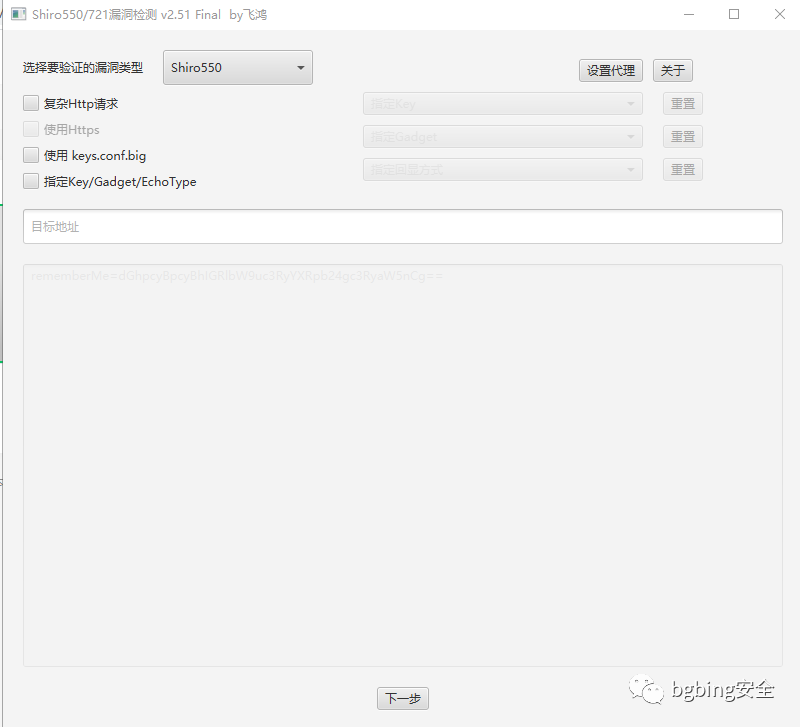 Shiro550/721漏洞检测 v2.51 Final by飞鸿
选择要验证的漏洞类型 Shiro550 设置代理 关于
复杂Http请求 指定Key 重置
使用Https 指定Gadget 重置
使用 keys.conf.big 指定回显方式 重置
指定Key/Gadget/EchoType
目标地址
下一步
bgbing安全